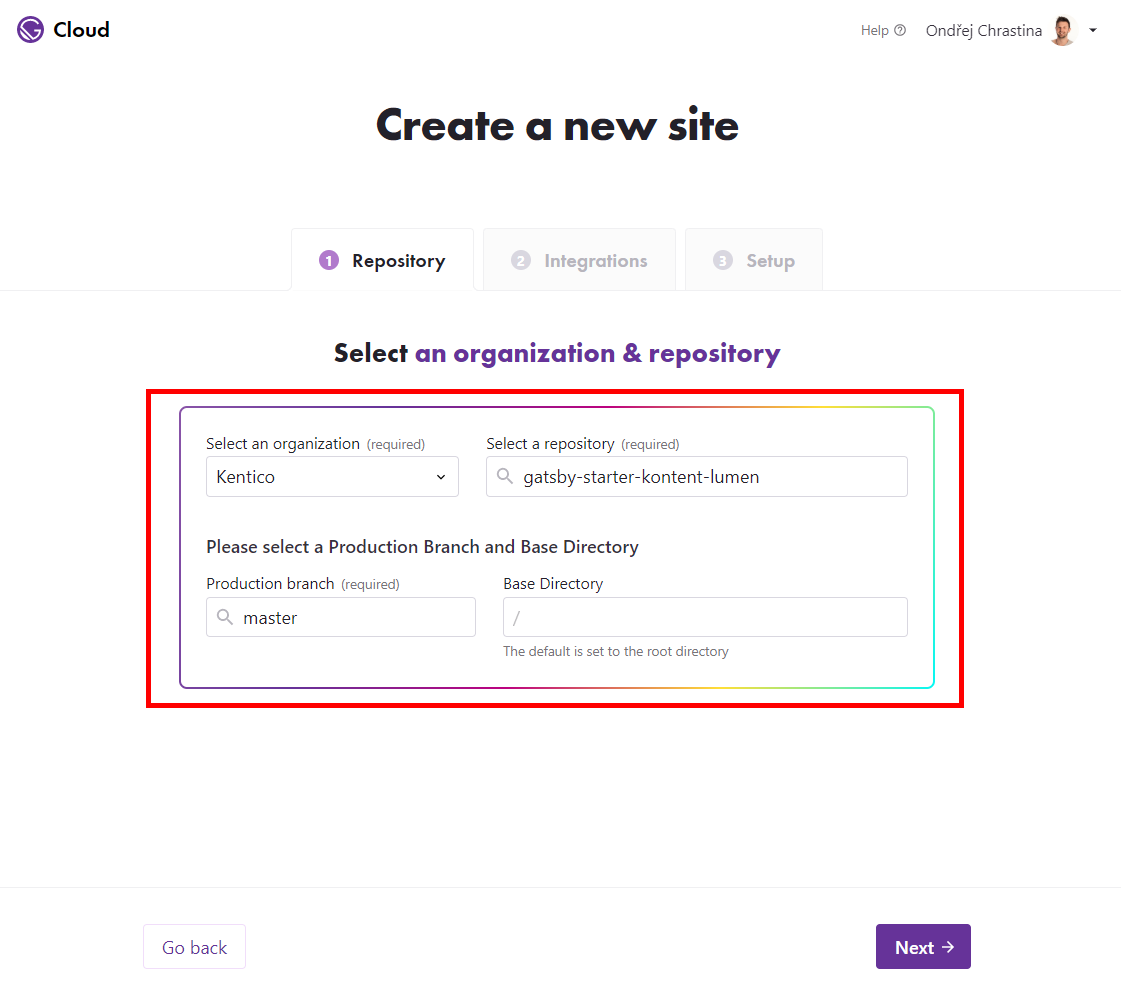 Cloud
Help
Ondřej Chrastina
Create a new site
1 Repository
2 Integrations
3 Setup
Select an organization & repository
Select an organization (required)
Select a repository (required)
Kentico
gatsby-starter-kontent-lumen
Please select a Production Branch and Base Directory
Production branch (required)
Base Directory
master
/
The default is set to the root directory
Go back
Next →